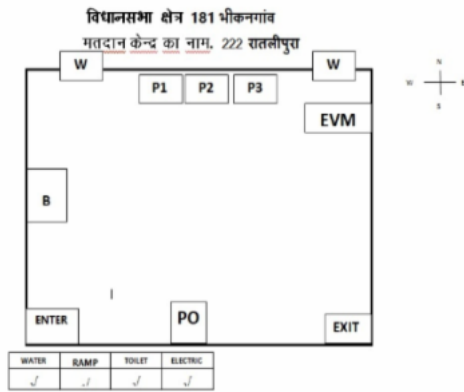 विधानसभा क्षेत्र 181 भीकनगांव
मतदान केन्द्र का नाम. 222 रातलीपुरा
W W
P1 P2 P3
N
W E
S
EVM
B
ENTER PO EXIT
WATER RAMP TOILET ELECTRIC
√ √ √ √